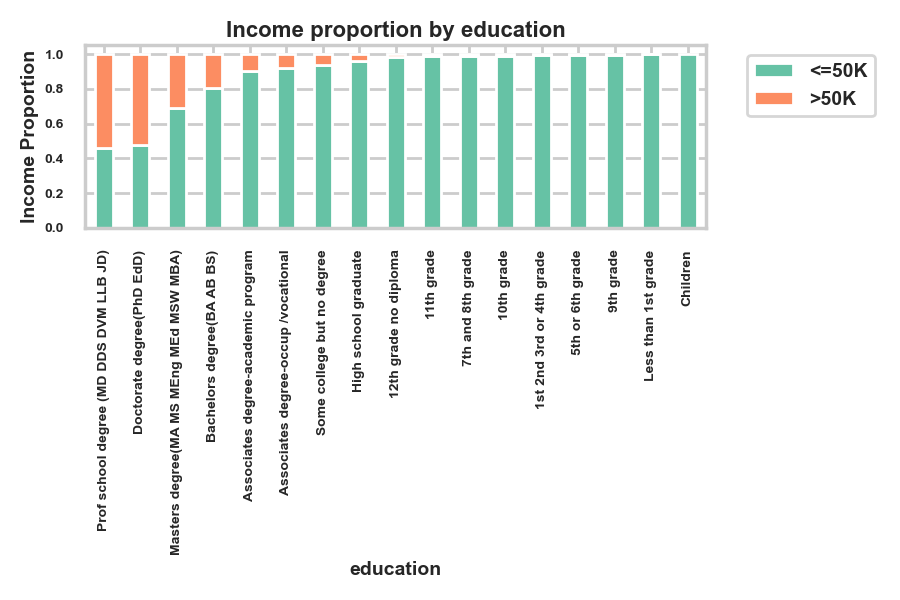 Income proportion by education
Income Proportion
1.0
0.8
0.6
0.4
0.2
0.0
<=50K
>50K
Prof school degree (MD DDS DVM LLB JD)
Doctorate degree(PhD EdD)
Masters degree(MA MS MEng MEd MSW MBA)
Bachelors degree(BA AB BS)
Associates degree-academic program
Associates degree-occup /vocational
Some college but no degree
High school graduate
12th grade no diploma
11th grade
7th and 8th grade
10th grade
1st 2nd 3rd or 4th grade
5th or 6th grade
9th grade
Less than 1st grade
Children
education